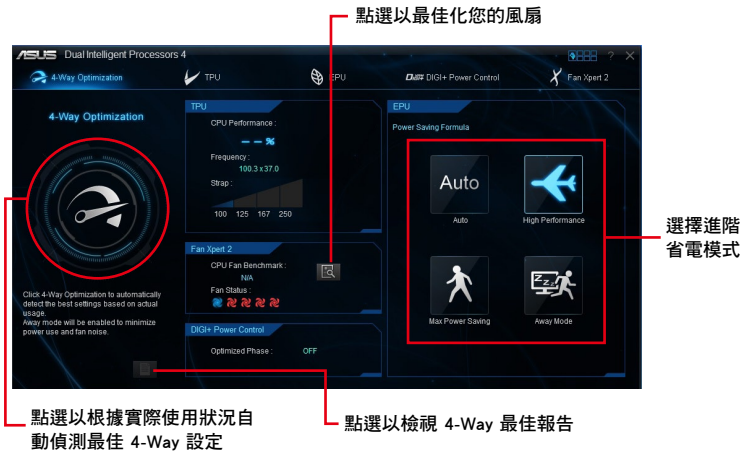 點選以最佳化您的風扇
ASUS Dual Intelligent Processors 4
? ×
4-Way Optimization
TPU
EPU
DIGI+ DIGI+ Power Control
Fan Xpert 2
4-Way Optimization
Click 4-Way Optimization to automatically
detect the best settings based on actual
usage.
Away mode will be enabled to minimize
power use and fan noise.
TPU
CPU Performance :
– – %
Frequency :
100.3 x 37.0
Strap :
100 125 167 250
Fan Xpert 2
CPU Fan Benchmark :
N/A
Fan Status :
DIGI+ Power Control
Optimized Phase : OFF
EPU
Power Saving Formula
Auto
Auto
High Performance
Max Power Saving
Zzz
Away Mode
選擇進階
省電模式
點選以根據實際使用狀況自
動偵測最佳 4-Way 設定
點選以檢視 4-Way 最佳報告